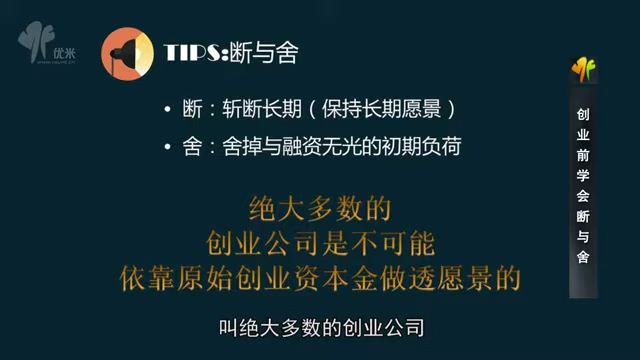 优米
TIPS:断与舍
• 断：斩断长期（保持长期愿景）
• 舍：舍掉与融资无光的初期负荷
绝大多数的
创业公司是不可能
依靠原始创业资本金做透愿景的
叫绝大多数的创业公司
创业前学会断与舍